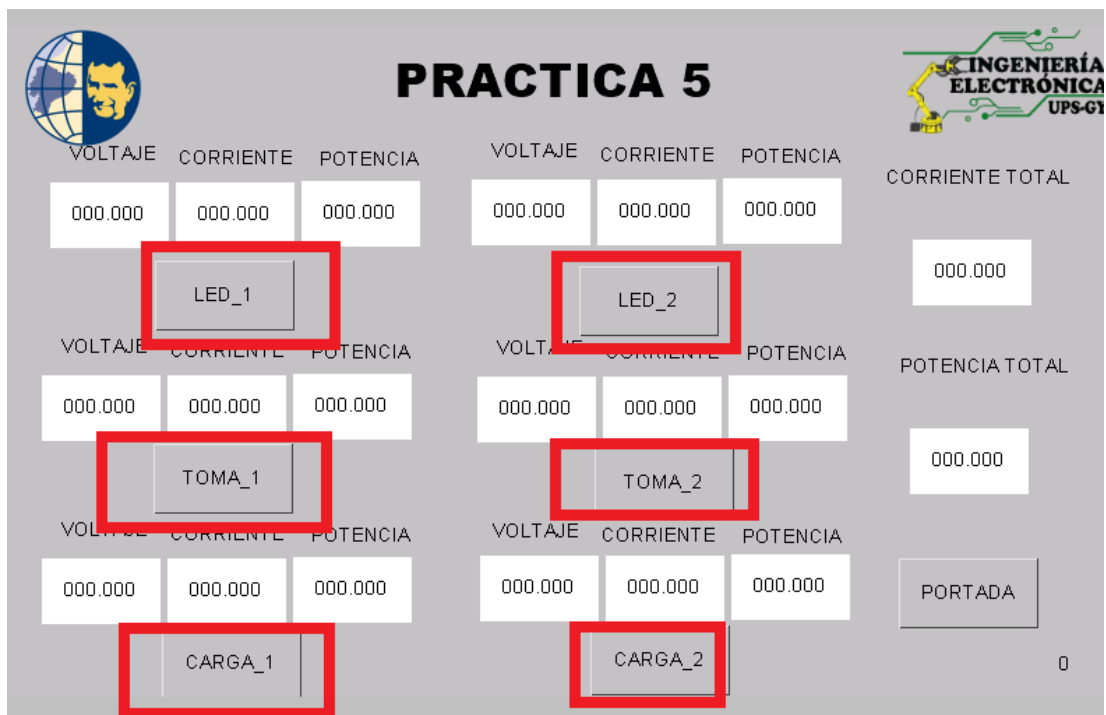 PRACTICA 5
INGENIERÍA
ELECTRÓNICA
UPS-GY
VOLTAJE CORRIENTE POTENCIA
000.000 000.000 000.000
LED_1
VOLTAJE CORRIENTE POTENCIA
000.000 000.000 000.000
LED_2
CORRIENTE TOTAL
000.000
VOLTAJE CORRIENTE POTENCIA
000.000 000.000 000.000
TOMA_1
VOLTAJE CORRIENTE POTENCIA
000.000 000.000 000.000
TOMA_2
POTENCIA TOTAL
000.000
VOLTAJE CORRIENTE POTENCIA
000.000 000.000 000.000
CARGA_1
VOLTAJE CORRIENTE POTENCIA
000.000 000.000 000.000
CARGA_2
PORTADA
0